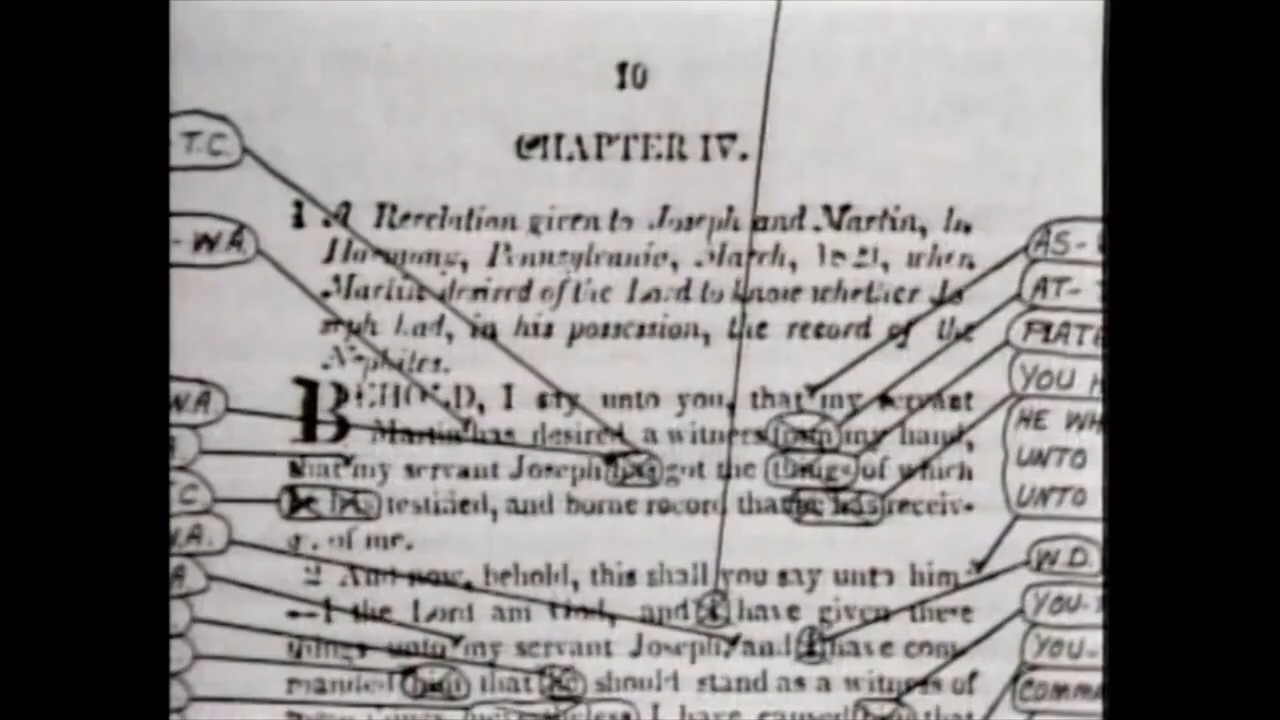 10
CHAPTER IV.
1 A Revelation given to Joseph and Martin, in
Harmony, Pennsylvania, March, 1829, when
Martin desired of the Lord to know whether Jo-
seph had, in his possession, the record of the
Nephites.
BEHOLD, I say unto you, that my servant
Martin has desired a witness from my hand,
that my servant Joseph has got the things of which
he has testified, and borne record that he has receiv-
ed of me.
2 And now, behold, this shall you say unto him
—I the Lord am God, and I have given these
things unto my servant Joseph, and I have com-
manded him that he should stand as a witness of
I have caused that
T.C.
- W.A.
W.A
C
W.A.
A
AS-
AT-
PLATE
YOU H
HE WH
UNTO
UNTO
W.D.
YOU-
YOU-
COMMA